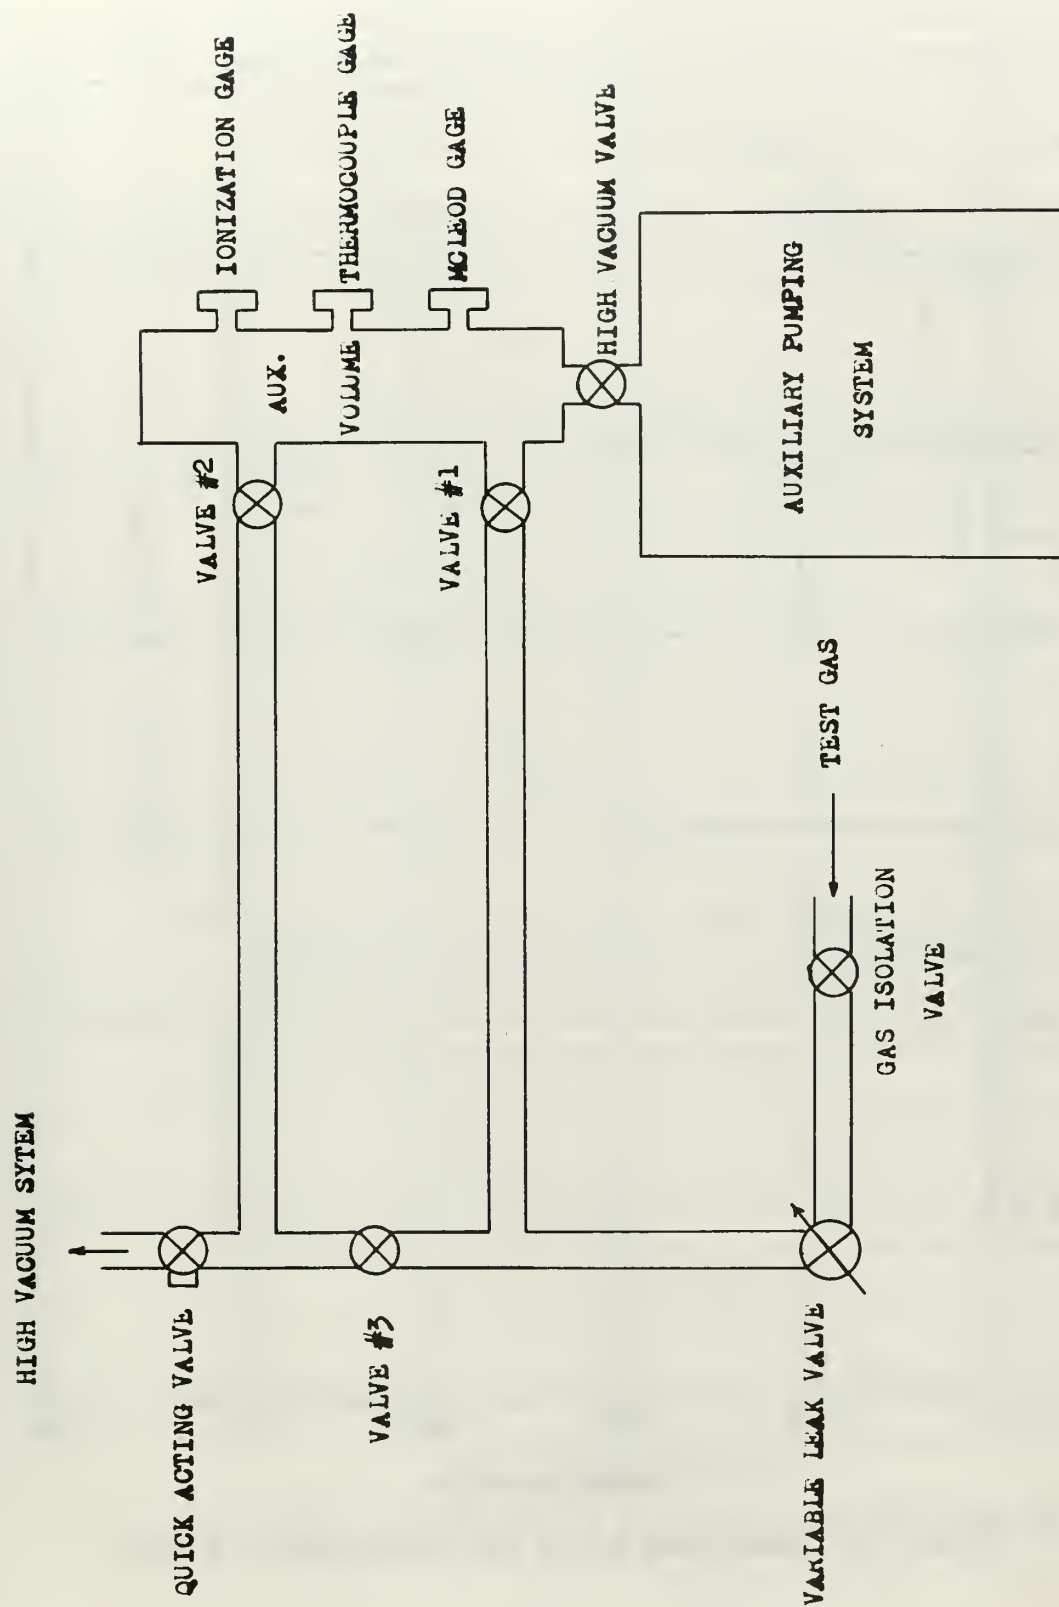 HIGH VACUUM SYTEM
QUICK ACTING VALVE
VALVE #3
VARIABLE LEAK VALVE
VALVE #2
VALVE #1
GAS ISOLATION
VALVE
TEST GAS
AUX.
VOLUME
IONIZATION GAGE
THERMOCOUPLE GAGE
MCLEOD GAGE
HIGH VACUUM VALVE
AUXILIARY PUMPING
SYSTEM